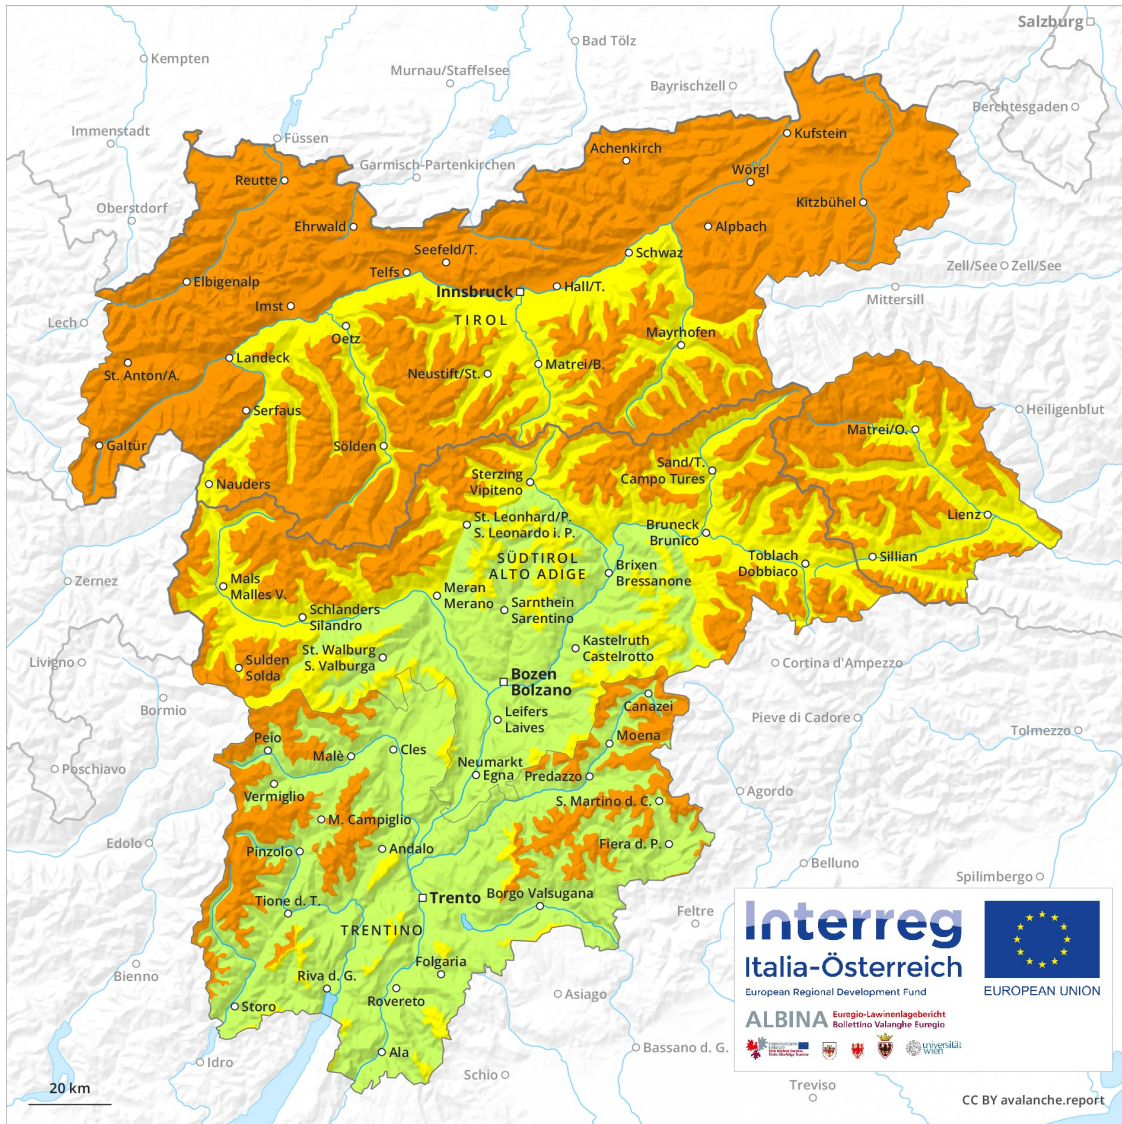 Salzburg
Bad Tölz
Kempten
Murnau/Staffelsee
Bayrischzell
Berchtesgaden
Immenstadt
Füssen
Kufstein
Achenkirch
Garmisch-Partenkirchen
Wörgl
Reutte
Oberstdorf
Kitzbühel
Ehrwald
Alpbach
Seefeld/T.
Schwaz
Telfs
Zell/See
Zell/See
Elbigenalp
Hall/T.
Innsbruck
Mittersill
Imst
TIROL
Lech
Oetz
Mayrhofen
Landeck
Matrei/B.
St. Anton/A.
Neustift/St.
Serfaus
Heiligenblut
Matrei/O.
Galtür
Sölden
Sand/T.
Campo Tures
Sterzing
Vipiteno
Nauders
Lienz
St. Leonhard/P.
S. Leonardo i. P.
Bruneck
Brunico
SÜDTIROL
ALTO ADIGE
Toblach
Dobbiaco
Sillian
Brixen
Bressanone
Zernez
Mals
Malles V.
Meran
Merano
Sarnthein
Sarentino
Schlanders
Silandro
Kastelruth
Castelrotto
St. Walburg
S. Valburga
Livigno
Sulden
Solda
Cortina d'Ampezzo
Bozen
Bolzano
Canazei
Bormio
Leifers
Laives
Pieve di Cadore
Tolmezzo
Moena
Peio
Cles
Malè
Neumarkt
Egna
Predazzo
Poschiavo
Agordo
Vermiglio
S. Martino d. C.
M. Campiglio
Edolo
Pinzolo
Andalo
Fiera d. P.
Belluno
Spilimbergo
Tione d. T.
Trento
Borgo Valsugana
Feltre
TRENTINO
Folgaria
Bienno
Riva d. G.
Rovereto
Asiago
Storo
Ala
Bassano d. G.
Idro
Schio
Treviso
20 km
Interreg
Italia-Österreich
European Regional Development Fund
EUROPEAN UNION
ALBINA
Euregio-Lawinenlagebericht
Bollettino Valanghe Euregio
universität
wien
CC BY avalanche.report